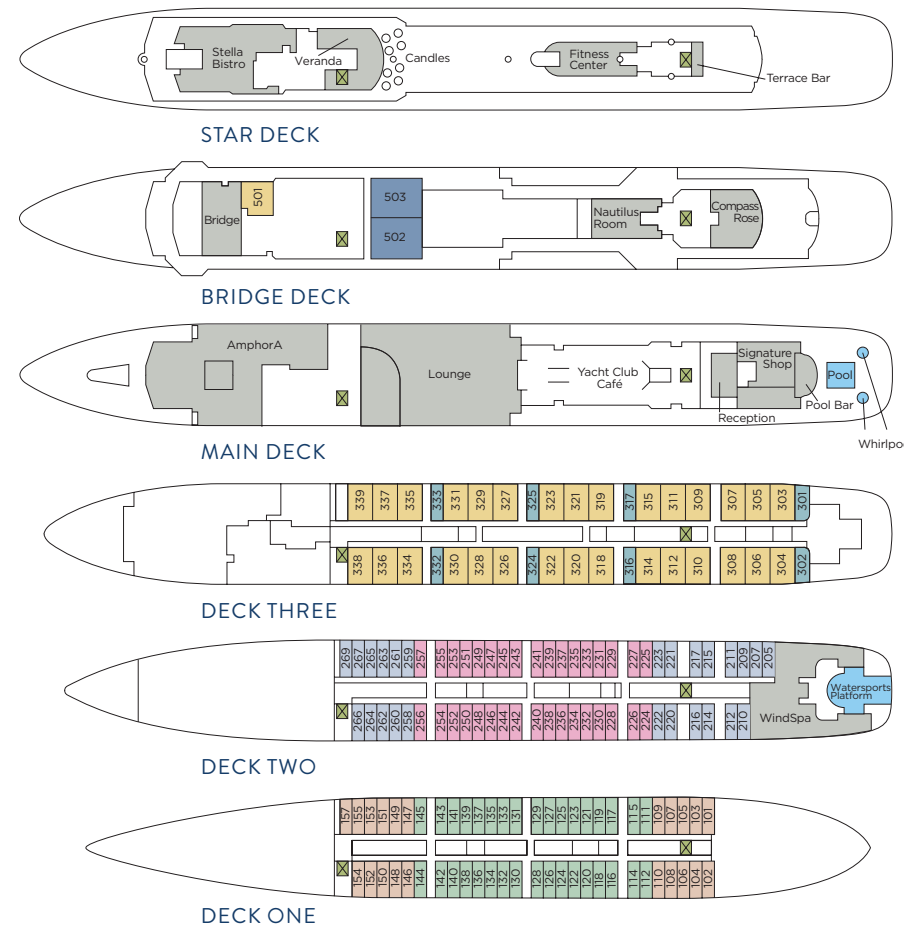 Stella
Bistro
Veranda
Candles
Fitness
Center
Terrace Bar
STAR DECK
Bridge
501
503
502
Nautilus
Room
Compass
Rose
BRIDGE DECK
AmphorA
Lounge
Yacht Club
Café
Signature
Shop
Pool
Pool Bar
Reception
Whirlpo
MAIN DECK
339 337 335 333 331 329 327 325 323 321 319 317 315 311 309 307 305 303 301
338 336 334 332 330 328 326 324 322 320 318 316 314 312 310 308 306 304 302
DECK THREE
269 267 265 263 261 259 257 255 253 251 249 247 245 243 241 239 237 235 233 231 229 227 225 223 221 217 215 211 209 207 205
266 264 262 260 258 256 254 252 250 248 246 244 242 240 238 236 234 232 230 228 226 224 222 220 216 214 212 210
WindSpa
Watersports
Platform
DECK TWO
157 155 153 151 149 147 145 143 141 139 137 135 133 131 129 127 125 123 121 119 117 115 111 109 107 105 103 101
154 152 150 148 146 144 142 140 138 136 134 132 130 128 126 124 122 120 118 116 114 112 110 108 106 104 102
DECK ONE